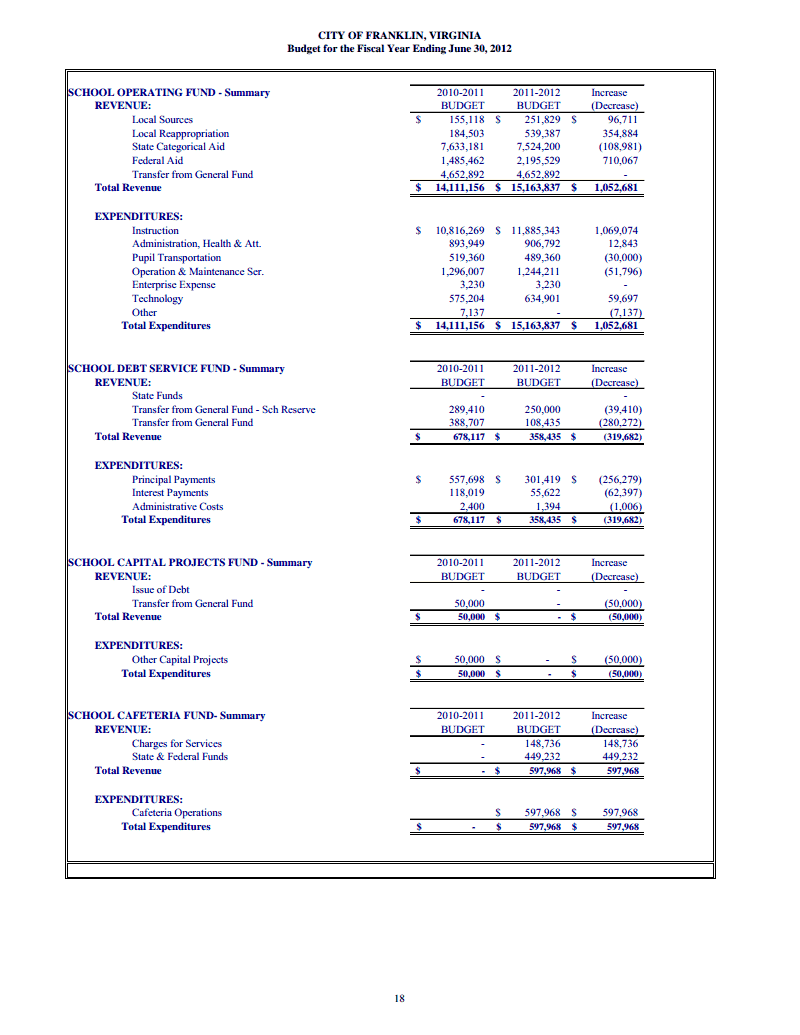 CITY OF FRANKLIN, VIRGINIA
Budget for the Fiscal Year Ending June 30, 2012
SCHOOL OPERATING FUND - Summary 2010-2011 2011-2012 Increase
REVENUE: BUDGET BUDGET (Decrease)
Local Sources $ 155,118 $ 251,829 $ 96,711
Local Reappropriation 184,503 539,387 354,884
State Categorical Aid 7,633,181 7,524,200 (108,981)
Federal Aid 1,485,462 2,195,529 710,067
Transfer from General Fund 4,652,892 4,652,892 -
Total Revenue $ 14,111,156 $ 15,163,837 $ 1,052,681
EXPENDITURES:
Instruction $ 10,816,269 $ 11,885,343 1,069,074
Administration, Health & Att. 893,949 906,792 12,843
Pupil Transportation 519,360 489,360 (30,000)
Operation & Maintenance Ser. 1,296,007 1,244,211 (51,796)
Enterprise Expense 3,230 3,230 -
Technology 575,204 634,901 59,697
Other 7,137 - (7,137)
Total Expenditures $ 14,111,156 $ 15,163,837 $ 1,052,681
SCHOOL DEBT SERVICE FUND - Summary 2010-2011 2011-2012 Increase
REVENUE: BUDGET BUDGET (Decrease)
State Funds - -
Transfer from General Fund - Sch Reserve 289,410 250,000 (39,410)
Transfer from General Fund 388,707 108,435 (280,272)
Total Revenue $ 678,117 $ 358,435 $ (319,682)
EXPENDITURES:
Principal Payments $ 557,698 $ 301,419 $ (256,279)
Interest Payments 118,019 55,622 (62,397)
Administrative Costs 2,400 1,394 (1,006)
Total Expenditures $ 678,117 $ 358,435 $ (319,682)
SCHOOL CAPITAL PROJECTS FUND - Summary 2010-2011 2011-2012 Increase
REVENUE: BUDGET BUDGET (Decrease)
Issue of Debt - - -
Transfer from General Fund 50,000 - (50,000)
Total Revenue $ 50,000 $ - $ (50,000)
EXPENDITURES:
Other Capital Projects $ 50,000 $ - $ (50,000)
Total Expenditures $ 50,000 $ - $ (50,000)
SCHOOL CAFETERIA FUND- Summary 2010-2011 2011-2012 Increase
REVENUE: BUDGET BUDGET (Decrease)
Charges for Services - 148,736 148,736
State & Federal Funds - 449,232 449,232
Total Revenue $ - $ 597,968 $ 597,968
EXPENDITURES:
Cafeteria Operations $ 597,968 $ 597,968
Total Expenditures $ - $ 597,968 $ 597,968
18